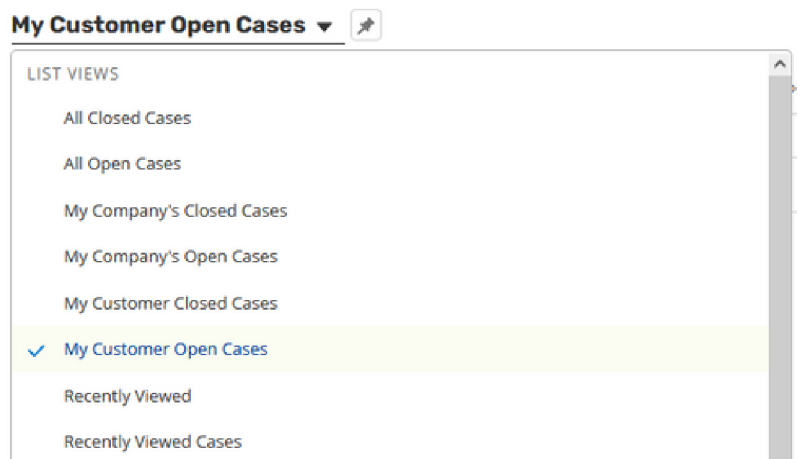 My Customer Open Cases
LIST VIEWS
All Closed Cases
All Open Cases
My Company's Closed Cases
My Company's Open Cases
My Customer Closed Cases
My Customer Open Cases
Recently Viewed
Recently Viewed Cases